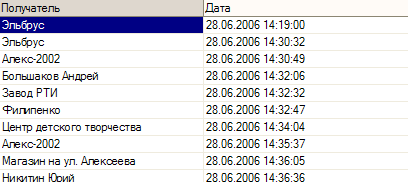 Получатель Дата
Эльбрус 28.06.2006 14:19:00
Эльбрус 28.06.2006 14:30:32
Алекс-2002 28.06.2006 14:30:49
Большаков Андрей 28.06.2006 14:32:06
Завод РТИ 28.06.2006 14:32:32
Филипенко 28.06.2006 14:32:47
Центр детского творчества 28.06.2006 14:34:04
Алекс-2002 28.06.2006 14:35:37
Магазин на ул. Алексеева 28.06.2006 14:36:05
Никитин Юрий 28.06.2006 14:36:36